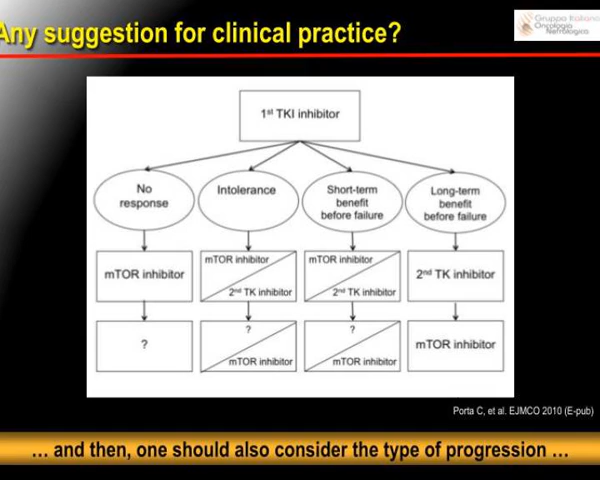 Any suggestion for clinical practice?
Gruppo Italiano
Oncologia
Nefrologica
1st TKI inhibitor
No
response
Intolerance
Short-term
benefit
before failure
Long-term
benefit
before failure
mTOR inhibitor
mTOR inhibitor
2nd TK inhibitor
mTOR inhibitor
2nd TK inhibitor
2nd TK inhibitor
?
?
mTOR inhibitor
?
mTOR inhibitor
mTOR inhibitor
Porta C, et al. EJMCO 2010 (E-pub)
… and then, one should also consider the type of progression …